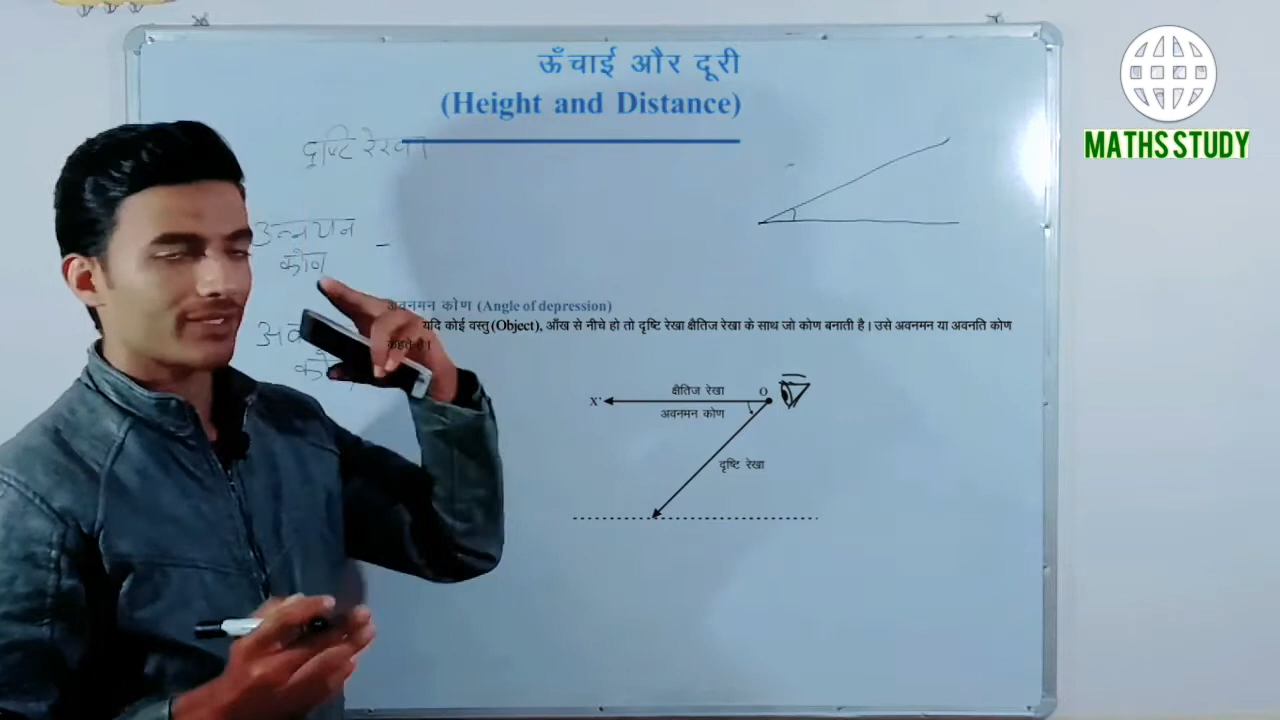 ऊँचाई और दूरी
(Height and Distance)
MATHS STUDY
दृष्टि रेखा
उन्नयन
कोण
अवनमन कोण (Angle of depression)
यदि कोई वस्तु (Object), आँख से नीचे हो तो दृष्टि रेखा क्षैतिज रेखा के साथ जो कोण बनाती है। उसे अवनमन या अवनति कोण
कहते हैं।
क्षैतिज रेखा
X' O
अवनमन कोण
दृष्टि रेखा